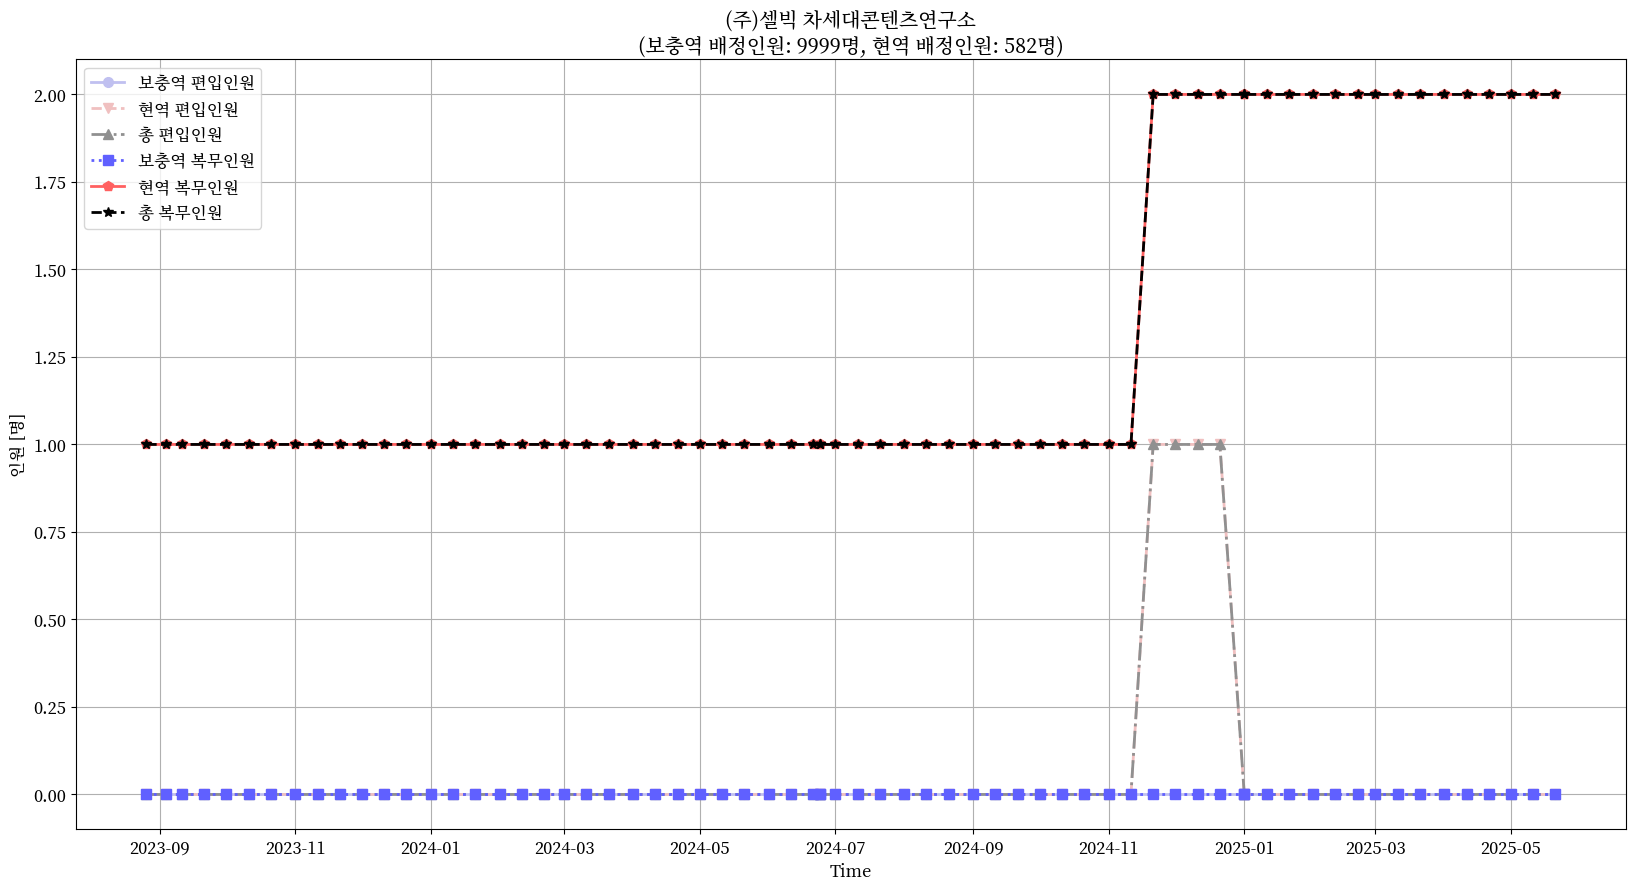 (주)셀빅 차세대콘텐츠연구소
(보충역 배정인원: 9999명, 현역 배정인원: 582명)
보충역 편입인원
현역 편입인원
총 편입인원
보충역 복무인원
현역 복무인원
총 복무인원
인원 [명]
2.00
1.75
1.50
1.25
1.00
0.75
0.50
0.25
0.00
2023-09 2023-11 2024-01 2024-03 2024-05 2024-07 2024-09 2024-11 2025-01 2025-03 2025-05
Time